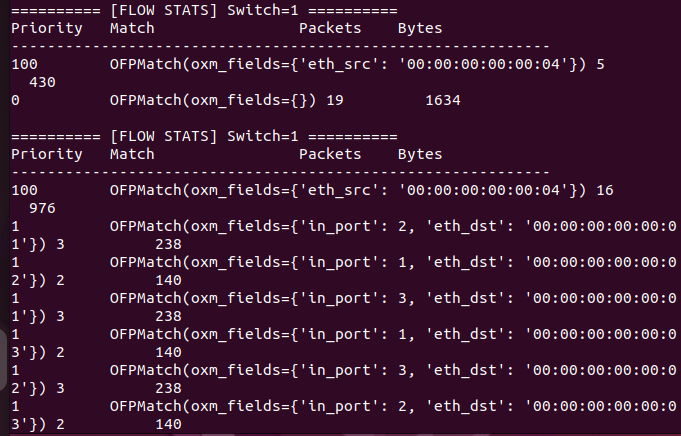 ========== [FLOW STATS] Switch=1 ==========
Priority   Match                Packets    Bytes
------------------------------------------------------------
100        OFPMatch(oxm_fields={'eth_src': '00:00:00:00:00:04'}) 5
  430
0          OFPMatch(oxm_fields={}) 19         1634
========== [FLOW STATS] Switch=1 ==========
Priority   Match                Packets    Bytes
------------------------------------------------------------
100        OFPMatch(oxm_fields={'eth_src': '00:00:00:00:00:04'}) 16
  976
1          OFPMatch(oxm_fields={'in_port': 2, 'eth_dst': '00:00:00:00:00:0
1'}) 3          238
1          OFPMatch(oxm_fields={'in_port': 1, 'eth_dst': '00:00:00:00:00:0
2'}) 2          140
1          OFPMatch(oxm_fields={'in_port': 3, 'eth_dst': '00:00:00:00:00:0
1'}) 3          238
1          OFPMatch(oxm_fields={'in_port': 1, 'eth_dst': '00:00:00:00:00:0
3'}) 2          140
1          OFPMatch(oxm_fields={'in_port': 3, 'eth_dst': '00:00:00:00:00:0
2'}) 3          238
1          OFPMatch(oxm_fields={'in_port': 2, 'eth_dst': '00:00:00:00:00:0
3'}) 2          140